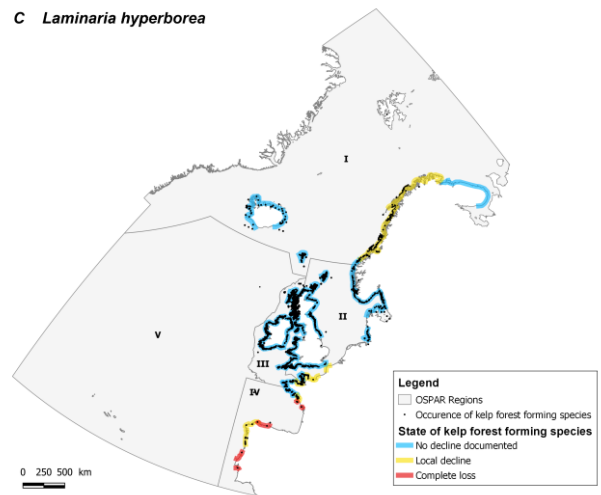 C Laminaria hyperborea
I
V
II
III
IV
Legend
OSPAR Regions
Occurence of kelp forest forming species
State of kelp forest forming species
No decline documented
Local decline
Complete loss
0 250 500 km